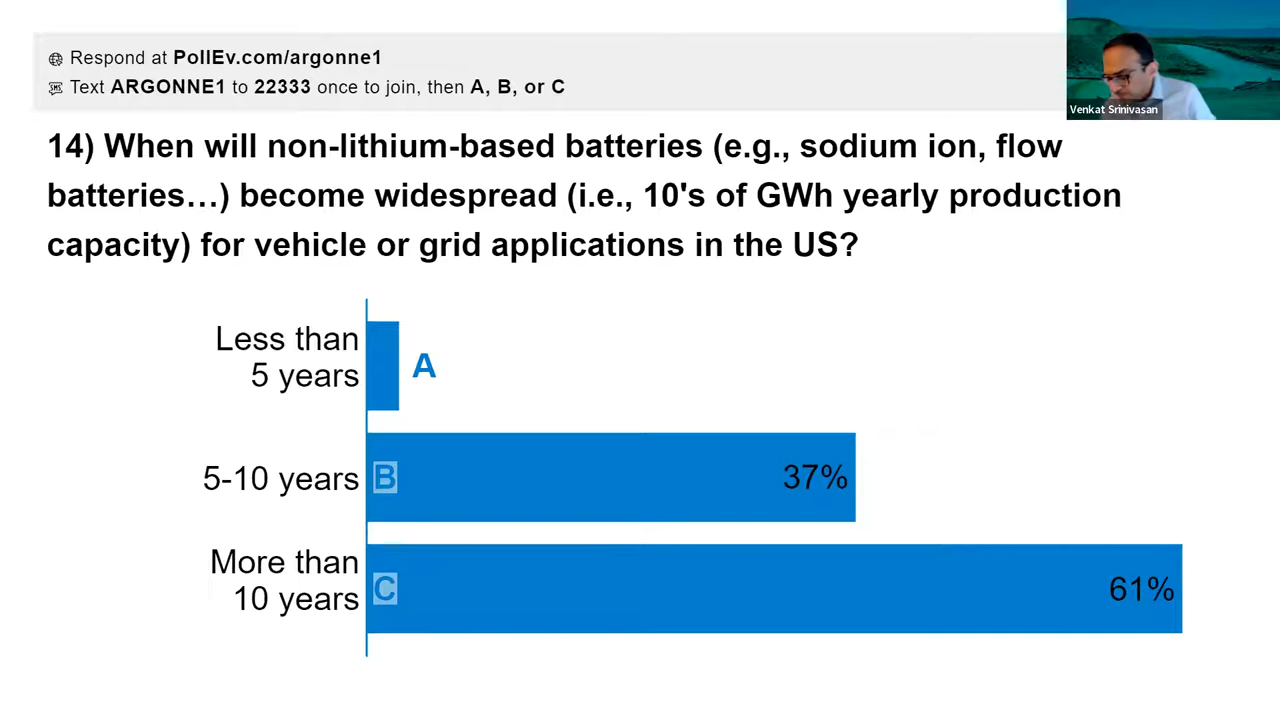 Respond at PollEv.com/argonne1
Text ARGONNE1 to 22333 once to join, then A, B, or C
Venkat Srinivasan
14) When will non-lithium-based batteries (e.g., sodium ion, flow
batteries…) become widespread (i.e., 10's of GWh yearly production
capacity) for vehicle or grid applications in the US?
Less than
5 years
A
5-10 years B 37%
More than
10 years
C 61%